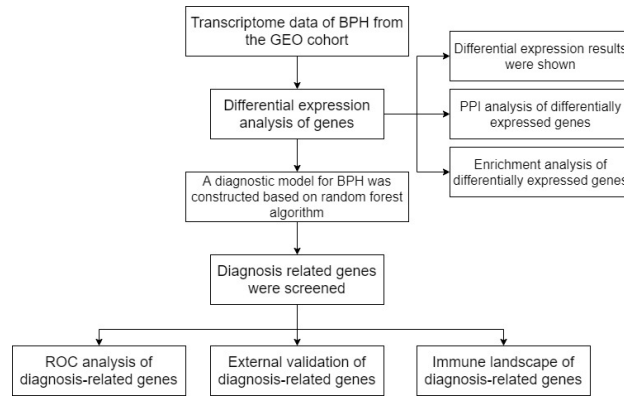 Transcriptome data of BPH from
the GEO cohort
Differential expression results
were shown
Differential expression
analysis of genes
PPI analysis of differentially
expressed genes
Enrichment analysis of
differentially expressed genes
A diagnostic model for BPH was
constructed based on random forest
algorithm
Diagnosis related genes
were screened
ROC analysis of
diagnosis-related genes
External validation of
diagnosis-related genes
Immune landscape of
diagnosis-related genes